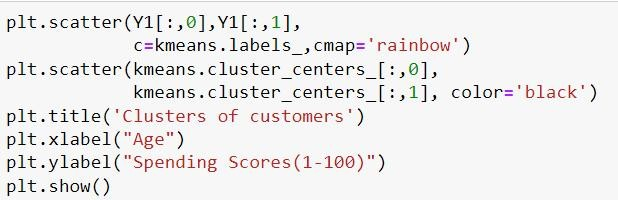 plt.scatter(Y1[:,0],Y1[:,1],
c=kmeans.labels_,cmap='rainbow')
plt.scatter(kmeans.cluster_centers_[:,0],
kmeans.cluster_centers_[:,1], color='black')
plt.title('Clusters of customers')
plt.xlabel("Age")
plt.ylabel("Spending Scores(1-100)")
plt.show()